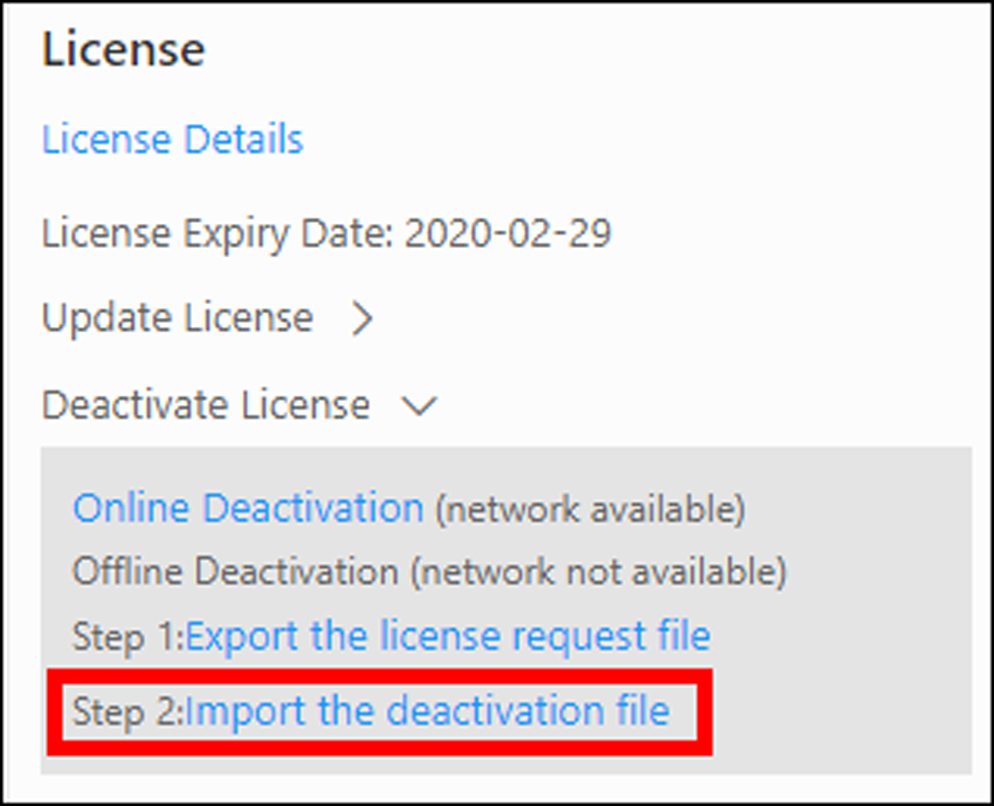 License
License Details
License Expiry Date: 2020-02-29
Update License
Deactivate License
Online Deactivation (network available)
Offline Deactivation (network not available)
Step 1:Export the license request file
Step 2:Import the deactivation file